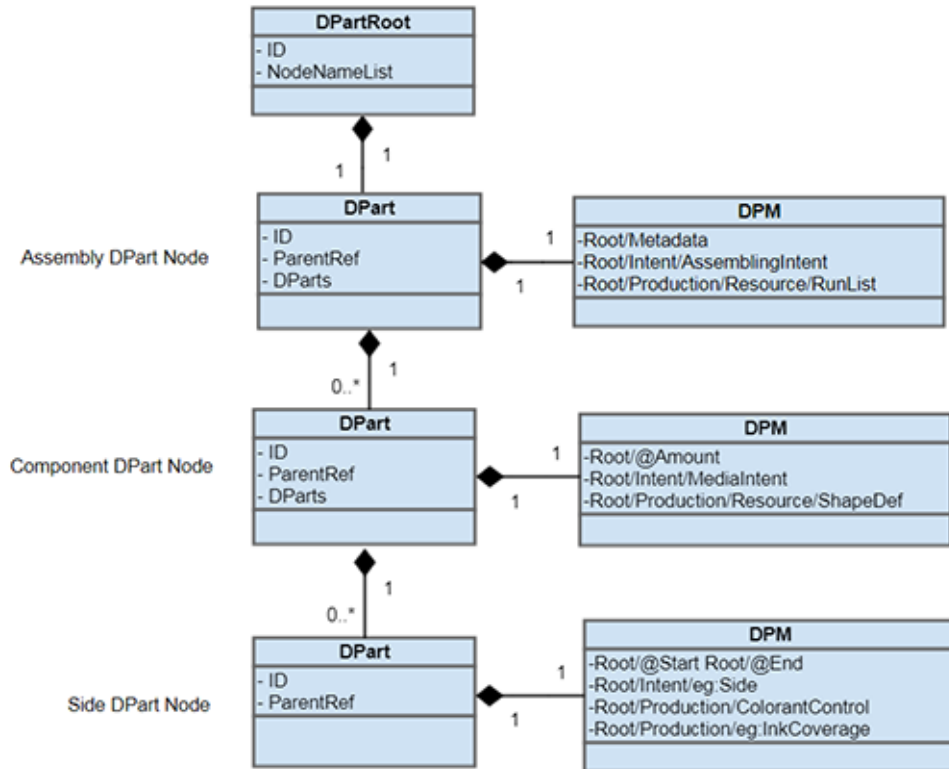 DPartRoot
- ID
- NodeNameList
1
1
DPart
- ID
- ParentRef
- DParts
Assembly DPart Node
1
1
DPM
-Root/Metadata
-Root/Intent/AssemblingIntent
-Root/Production/Resource/RunList
1
0..*
DPart
- ID
- ParentRef
- DParts
Component DPart Node
1
1
DPM
-Root/@Amount
-Root/Intent/MediaIntent
-Root/Production/Resource/ShapeDef
1
0..*
DPart
- ID
- ParentRef
Side DPart Node
1
1
DPM
-Root/@Start Root/@End
-Root/Intent/eg:Side
-Root/Production/ColorantControl
-Root/Production/eg:InkCoverage